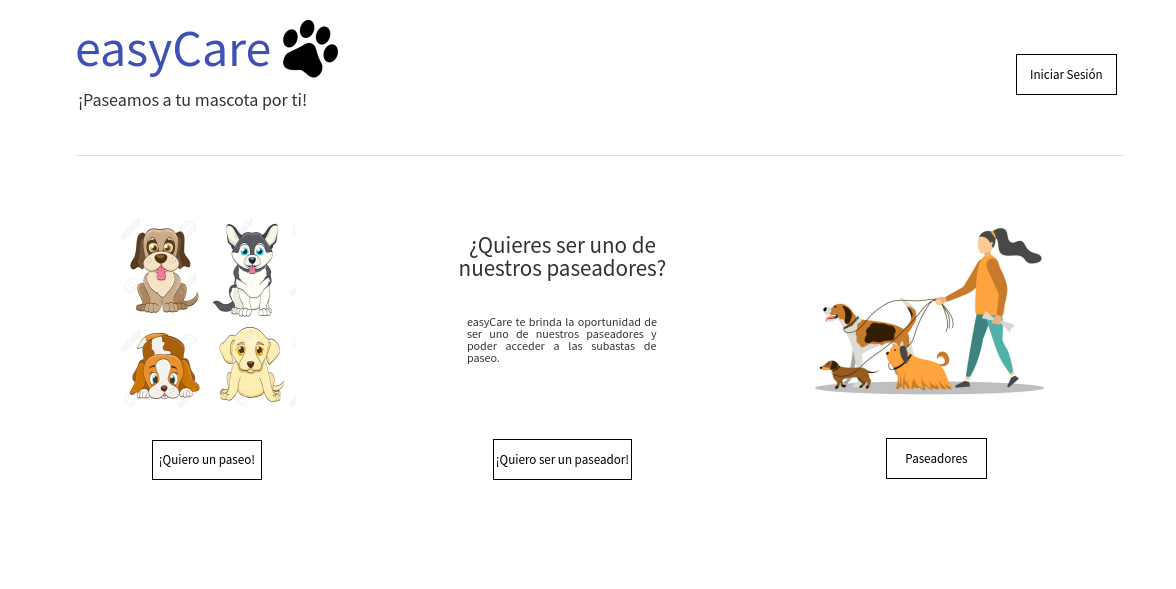 easyCare
¡Paseamos a tu mascota por ti!
Iniciar Sesión
¿Quieres ser uno de
nuestros paseadores?
easyCare te brinda la oportunidad de
ser uno de nuestros paseadores y
poder acceder a las subastas de
paseo.
¡Quiero un paseo!
¡Quiero ser un paseador!
Paseadores